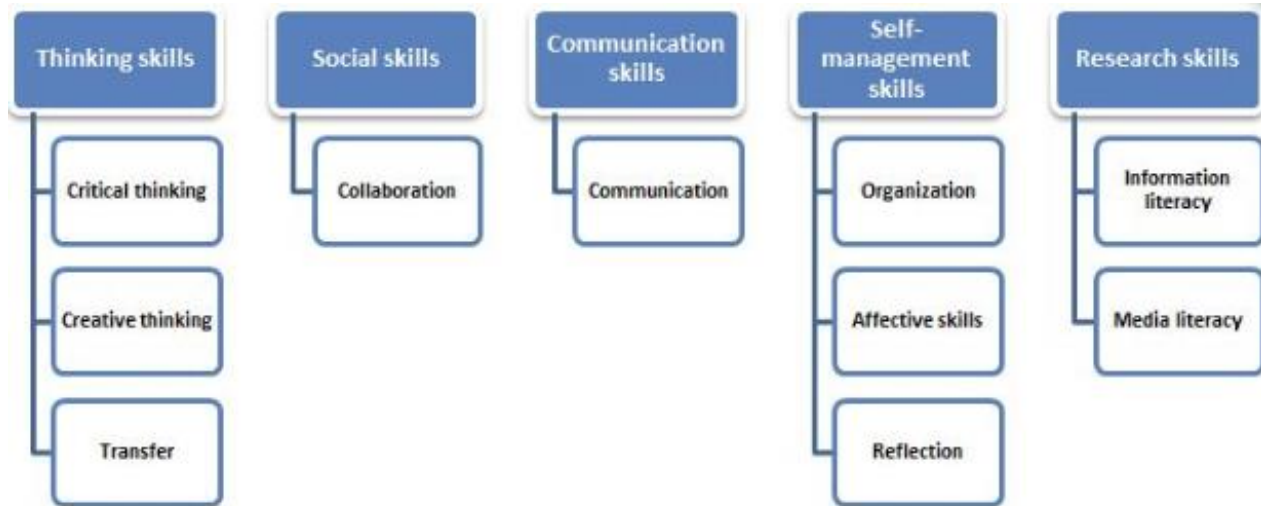 Thinking skills
Critical thinking
Creative thinking
Transfer
Social skills
Collaboration
Communication
skills
Communication
Self-
management
skills
Organization
Affective skills
Reflection
Research skills
Information
literacy
Media literacy